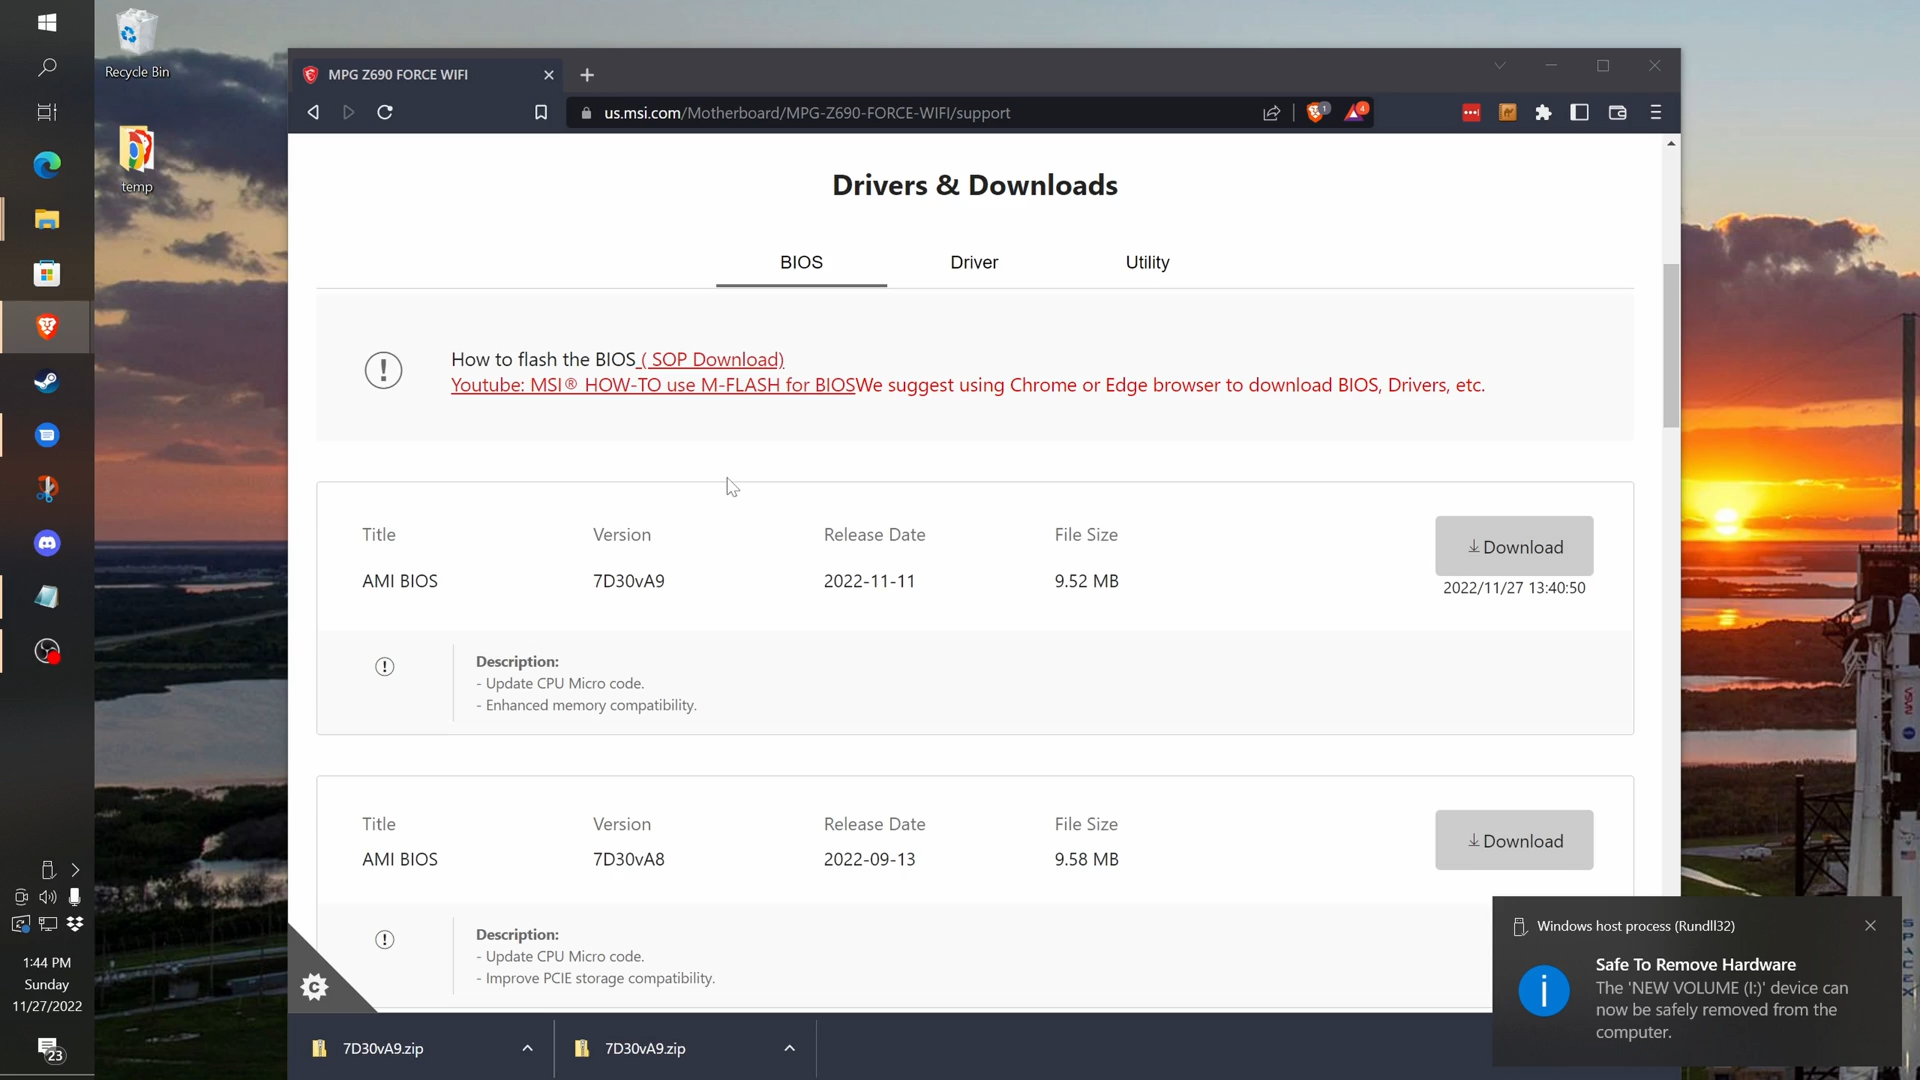 Recycle Bin
temp
MPG Z690 FORCE WIFI
us.msi.com/Motherboard/MPG-Z690-FORCE-WIFI/support
1
4
Drivers & Downloads
BIOS
Driver
Utility
How to flash the BIOS ( SOP Download)
Youtube: MSI® HOW-TO use M-FLASH for BIOSWe suggest using Chrome or Edge browser to download BIOS, Drivers, etc.
Title
Version
Release Date
File Size
Download
AMI BIOS
7D30vA9
2022-11-11
9.52 MB
2022/11/27 13:40:50
Description:
- Update CPU Micro code.
- Enhanced memory compatibility.
Title
Version
Release Date
File Size
Download
AMI BIOS
7D30vA8
2022-09-13
9.58 MB
Description:
- Update CPU Micro code.
- Improve PCIE storage compatibility.
7D30vA9.zip
7D30vA9.zip
Windows host process (Rundll32)
Safe To Remove Hardware
The 'NEW VOLUME (I:)' device can
now be safely removed from the
computer.
1:44 PM
Sunday
11/27/2022
23